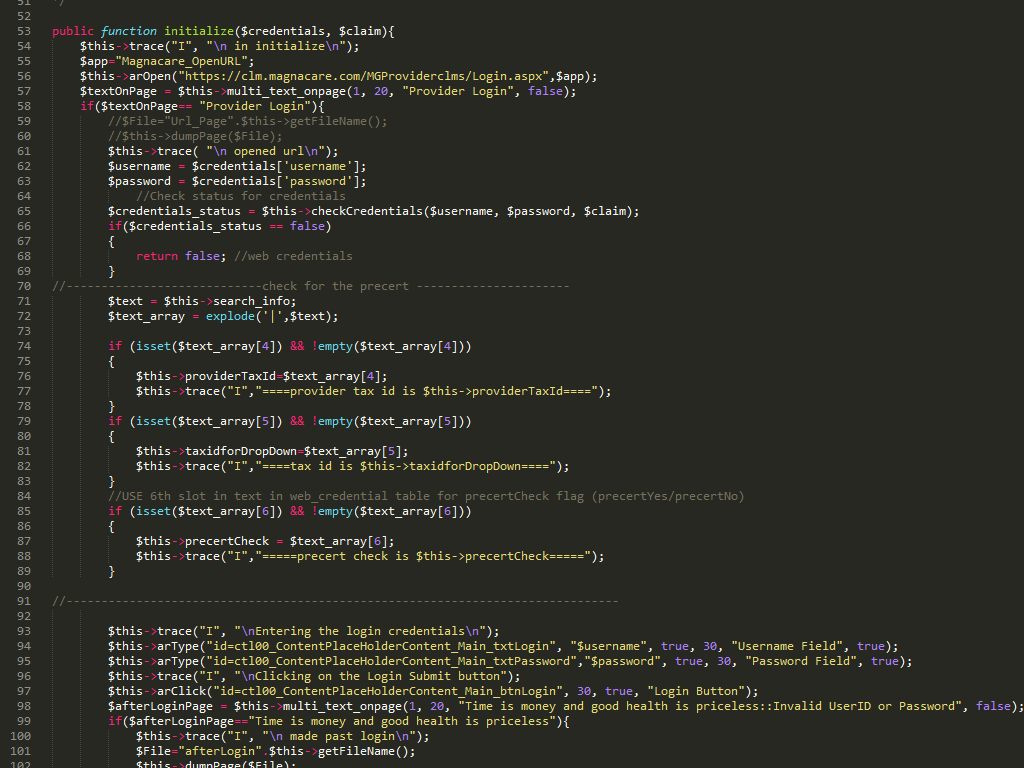 51 */
52
53 public function initialize($credentials, $claim){
54 $this->trace("I", "\n in initialize\n");
55 $app="Magnacare_OpenURL";
56 $this->arOpen("https://clm.magnacare.com/MGProviderclms/Login.aspx",$app);
57 $textOnPage = $this->multi_text_onpage(1, 20, "Provider Login", false);
58 if($textOnPage== "Provider Login"){
59 //$File="Url_Page".$this->getFileName();
60 //$this->dumpPage($File);
61 $this->trace( "\n opened url\n");
62 $username = $credentials['username'];
63 $password = $credentials['password'];
64 //Check status for credentials
65 $credentials_status = $this->checkCredentials($username, $password, $claim);
66 if($credentials_status == false)
67 {
68 return false; //web credentials
69 }
70 //----------------------------check for the precert ----------------------
71 $text = $this->search_info;
72 $text_array = explode('|',$text);
73
74 if (isset($text_array[4]) && !empty($text_array[4]))
75 {
76 $this->providerTaxId=$text_array[4];
77 $this->trace("I","====provider tax id is $this->providerTaxId====");
78 }
79 if (isset($text_array[5]) && !empty($text_array[5]))
80 {
81 $this->taxidforDropDown=$text_array[5];
82 $this->trace("I","====tax id is $this->taxidforDropDown====");
83 }
84 //USE 6th slot in text in web_credential table for precertCheck flag (precertYes/precertNo)
85 if (isset($text_array[6]) && !empty($text_array[6]))
86 {
87 $this->precertCheck = $text_array[6];
88 $this->trace("I","=====precert check is $this->precertCheck=====");
89 }
90
91 //-------------------------------------------------------------------------------
92
93 $this->trace("I", "\nEntering the login credentials\n");
94 $this->arType("id=ctl00_ContentPlaceHolderContent_Main_txtLogin", "$username", true, 30, "Username Field", true);
95 $this->arType("id=ctl00_ContentPlaceHolderContent_Main_txtPassword","$password", true, 30, "Password Field", true);
96 $this->trace("I", "\nClicking on the Login Submit button");
97 $this->arClick("id=ctl00_ContentPlaceHolderContent_Main_btnLogin", 30, true, "Login Button");
98 $afterLoginPage = $this->multi_text_onpage(1, 20, "Time is money and good health is priceless::Invalid UserID or Password", false);
99 if($afterLoginPage=="Time is money and good health is priceless"){
100 $this->trace("I", "\n made past login\n");
101 $File="afterLogin".$this->getFileName();
102 $this->dumpPage($File);